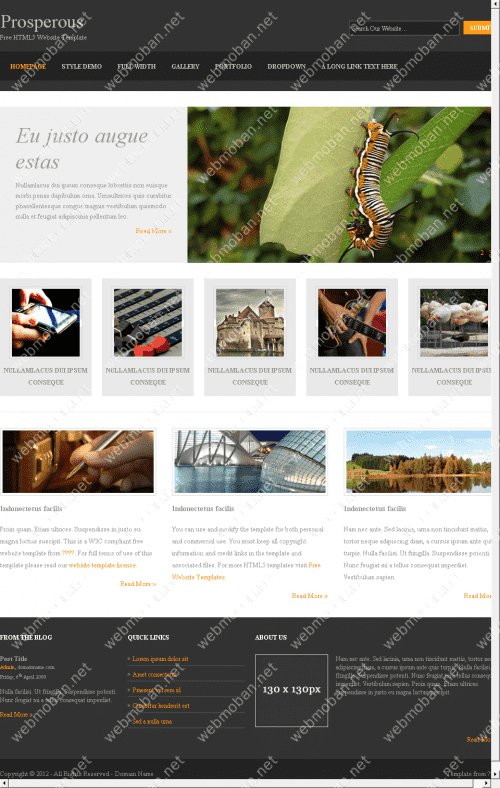 Prosperous
Free HTML5 Website Template
Search Our Website...
SUBMI
HOMEPAGE STYLE DEMO FULL WIDTH GALLERY PORTFOLIO DROPDOWN A LONG LINK TEXT HERE
Eu justo augue
estas
Nullamlacus dui ipsum conseque loborttis non euisque
morbi penas dapibulum orna. Urnaultrices quis curabitur
phasellentesque congue magnis vestibulum quismodo
nulla et feugiat adipiscinia pellentum leo.
Read More »
NULLAMLACUS DUI IPSUM
CONSEQUE
NULLAMLACUS DUI IPSUM
CONSEQUE
NULLAMLACUS DUI IPSUM
CONSEQUE
NULLAMLACUS DUI IPSUM
CONSEQUE
NULLAMLACUS DUI IPSUM
CONSEQUE
Indonectetus facilis
Proin quam. Etiam ultrices. Suspendisse in justo eu
magna luctus suscipit. This is a W3C compliant free
website template from ????. For full terms of use of this
template please read our website template licence.
Read More »
Indonectetus facilis
You can use and modify the template for both personal
and commercial use. You must keep all copyright
information and credit links in the template and
associated files. For more HTML5 templates visit Free
Website Templates.
Read More »
Indonectetus facilis
Nam nec ante. Sed lacinia, urna non tincidunt mattis,
tortor neque adipiscing diam, a cursus ipsum ante quis
turpis. Nulla facilisi. Ut fringilla. Suspendisse potenti.
Nunc feugiat mi a tellus consequat imperdiet.
Vestibulum sapien.
Read Mor
FROM THE BLOG
Post Title
Admin, domainname.com
Friday, 6th April 2000
Nulla facilisi. Ut fringilla. Suspendisse potenti.
Nunc feugiat mi a tellus consequat imperdiet.
Read More »
QUICK LINKS
» Lorem ipsum dolor sit
» Amet consectetur
» Praesent vel sem id
» Curabitur hendrerit est
» Sed a nulla urna
ABOUT US
130 x 130px
Nam nec ante. Sed lacinia, urna non tincidunt mattis, tortor neque
adipiscing diam, a cursus ipsum ante quis turpis. Nulla facilisi. Ut
fringilla. Suspendisse potenti. Nunc feugiat mi a tellus consequat
imperdiet. Vestibulum sapien. Proin quam. Etiam ultrices.
Suspendisse in justo eu magna luctus suscipit.
Read Mor
Copyright © 2012 - All Rights Reserved - Domain Name
Template from ?
webmoban.net